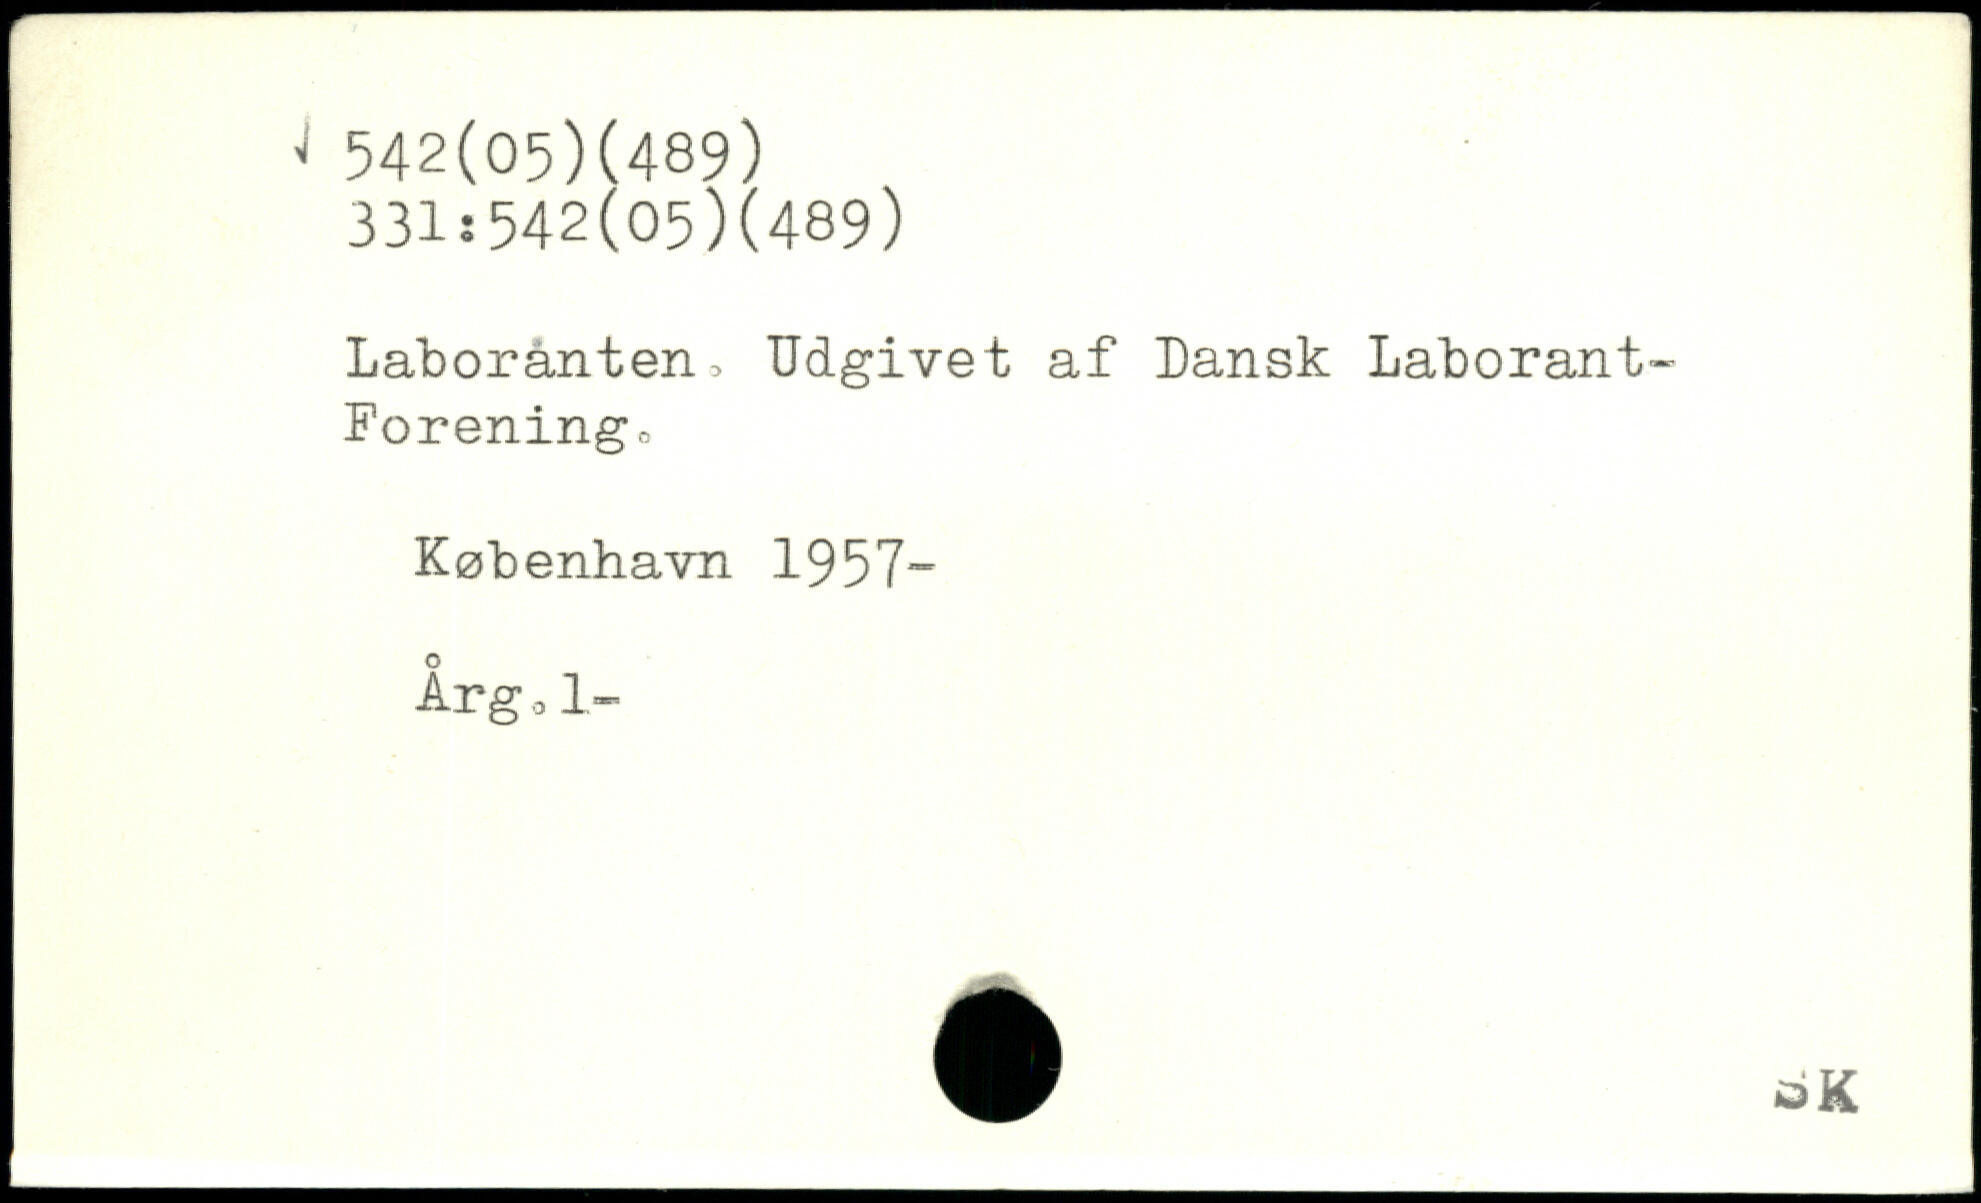 ✓ 542(05)(489)
331:542(05)(489)
Laboranten. Udgivet af Dansk Laborant-
Forening.
København 1957-
Årg.1-
SK